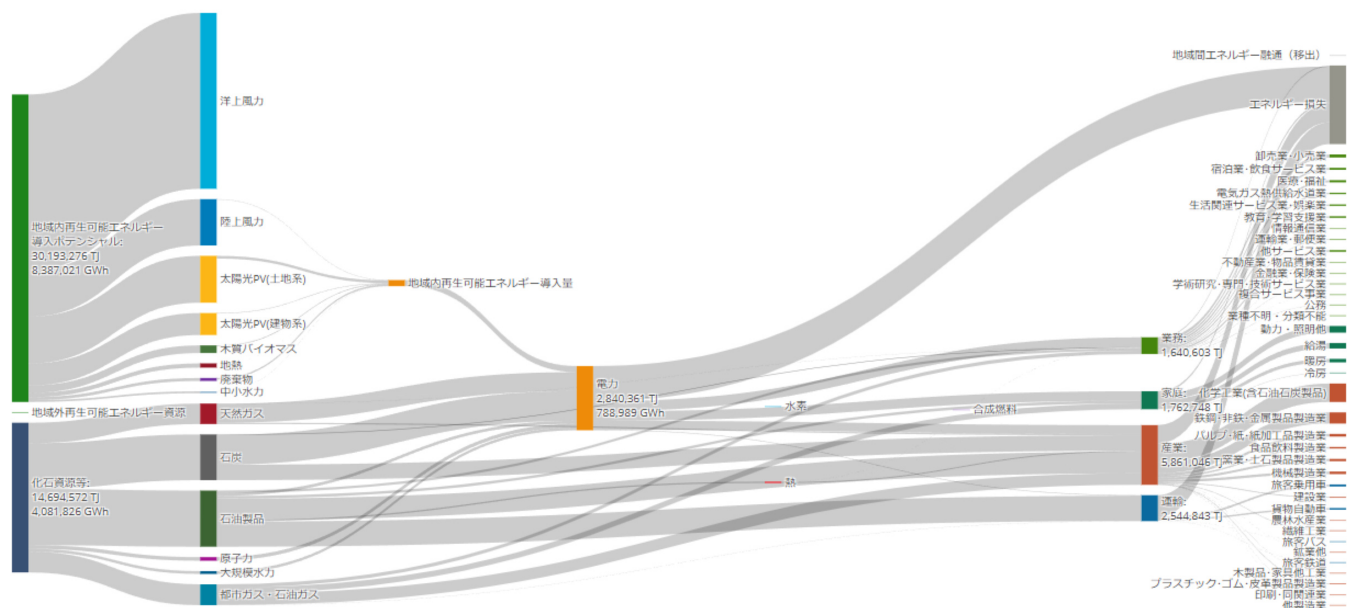 地域内再生可能エネルギー
導入ポテンシャル:
30,193,276 TJ
8,387,021 GWh
地域外再生可能エネルギー資源
化石資源等:
14,694,572 TJ
4,081,826 GWh
洋上風力
陸上風力
太陽光PV(土地系)
太陽光PV(建物系)
木質バイオマス
地熱
廃棄物
中小水力
天然ガス
石炭
石油製品
原子力
大規模水力
都市ガス・石油ガス
地域内再生可能エネルギー導入量
電力
2,840,361 TJ
788,989 GWh
水素
熱
合成燃料
業務:
1,640,603 TJ
家庭:
1,762,748 TJ
産業:
5,861,046 TJ
運輸:
2,544,843 TJ
地域間エネルギー融通（移出）
エネルギー損失
卸売業・小売業
宿泊業・飲食サービス業
医療・福祉
電気ガス熱供給水道業
生活関連サービス業・娯楽業
教育・学習支援業
情報通信業
運輸業・郵便業
他サービス業
不動産業・物品賃貸業
金融業・保険業
学術研究・専門・技術サービス業
複合サービス事業
公務
業種不明・分類不能
動力・照明他
給湯
暖房
冷房
化学工業(含石油石炭製品)
鉄鋼・非鉄・金属製品製造業
パルプ・紙・紙加工品製造業
食品飲料製造業
窯業・土石製品製造業
機械製造業
旅客乗用車
建設業
貨物自動車
農林水産業
繊維工業
旅客バス
鉱業他
旅客鉄道
木製品・家具他工業
プラスチック・ゴム・皮革製品製造業
印刷・同関連業
他製造業